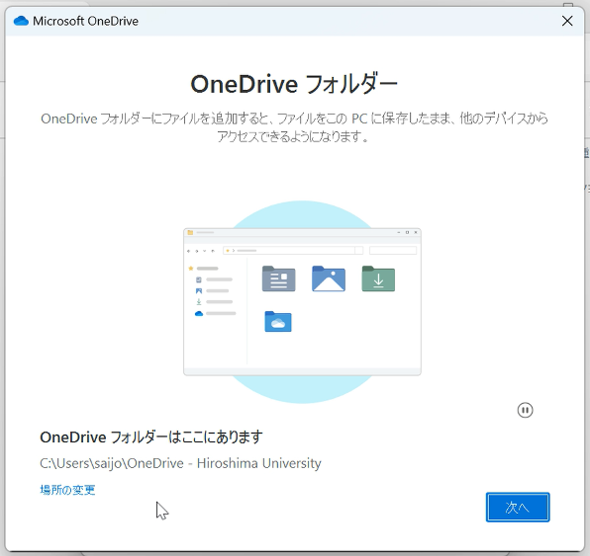 Microsoft OneDrive
OneDrive フォルダー
OneDrive フォルダーにファイルを追加すると、ファイルをこの PC に保存したまま、他のデバイスから
アクセスできるようになります。
OneDrive フォルダーはここにあります
C:\Users\saijo\OneDrive - Hiroshima University
場所の変更
次へ